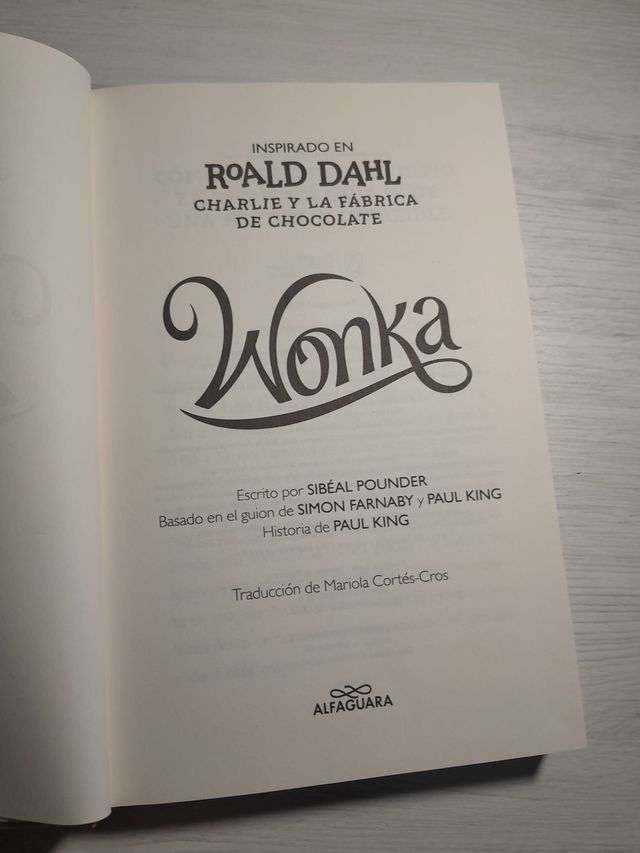 INSPIRADO EN
ROALD DAHL
CHARLIE Y LA FÁBRICA
DE CHOCOLATE
Wonka
Escrito por SIBÉAL POUNDER
Basado en el guion de SIMON FARNABY y PAUL KING
Historia de PAUL KING
Traducción de Mariola Cortés-Cros
ALFAGUARA